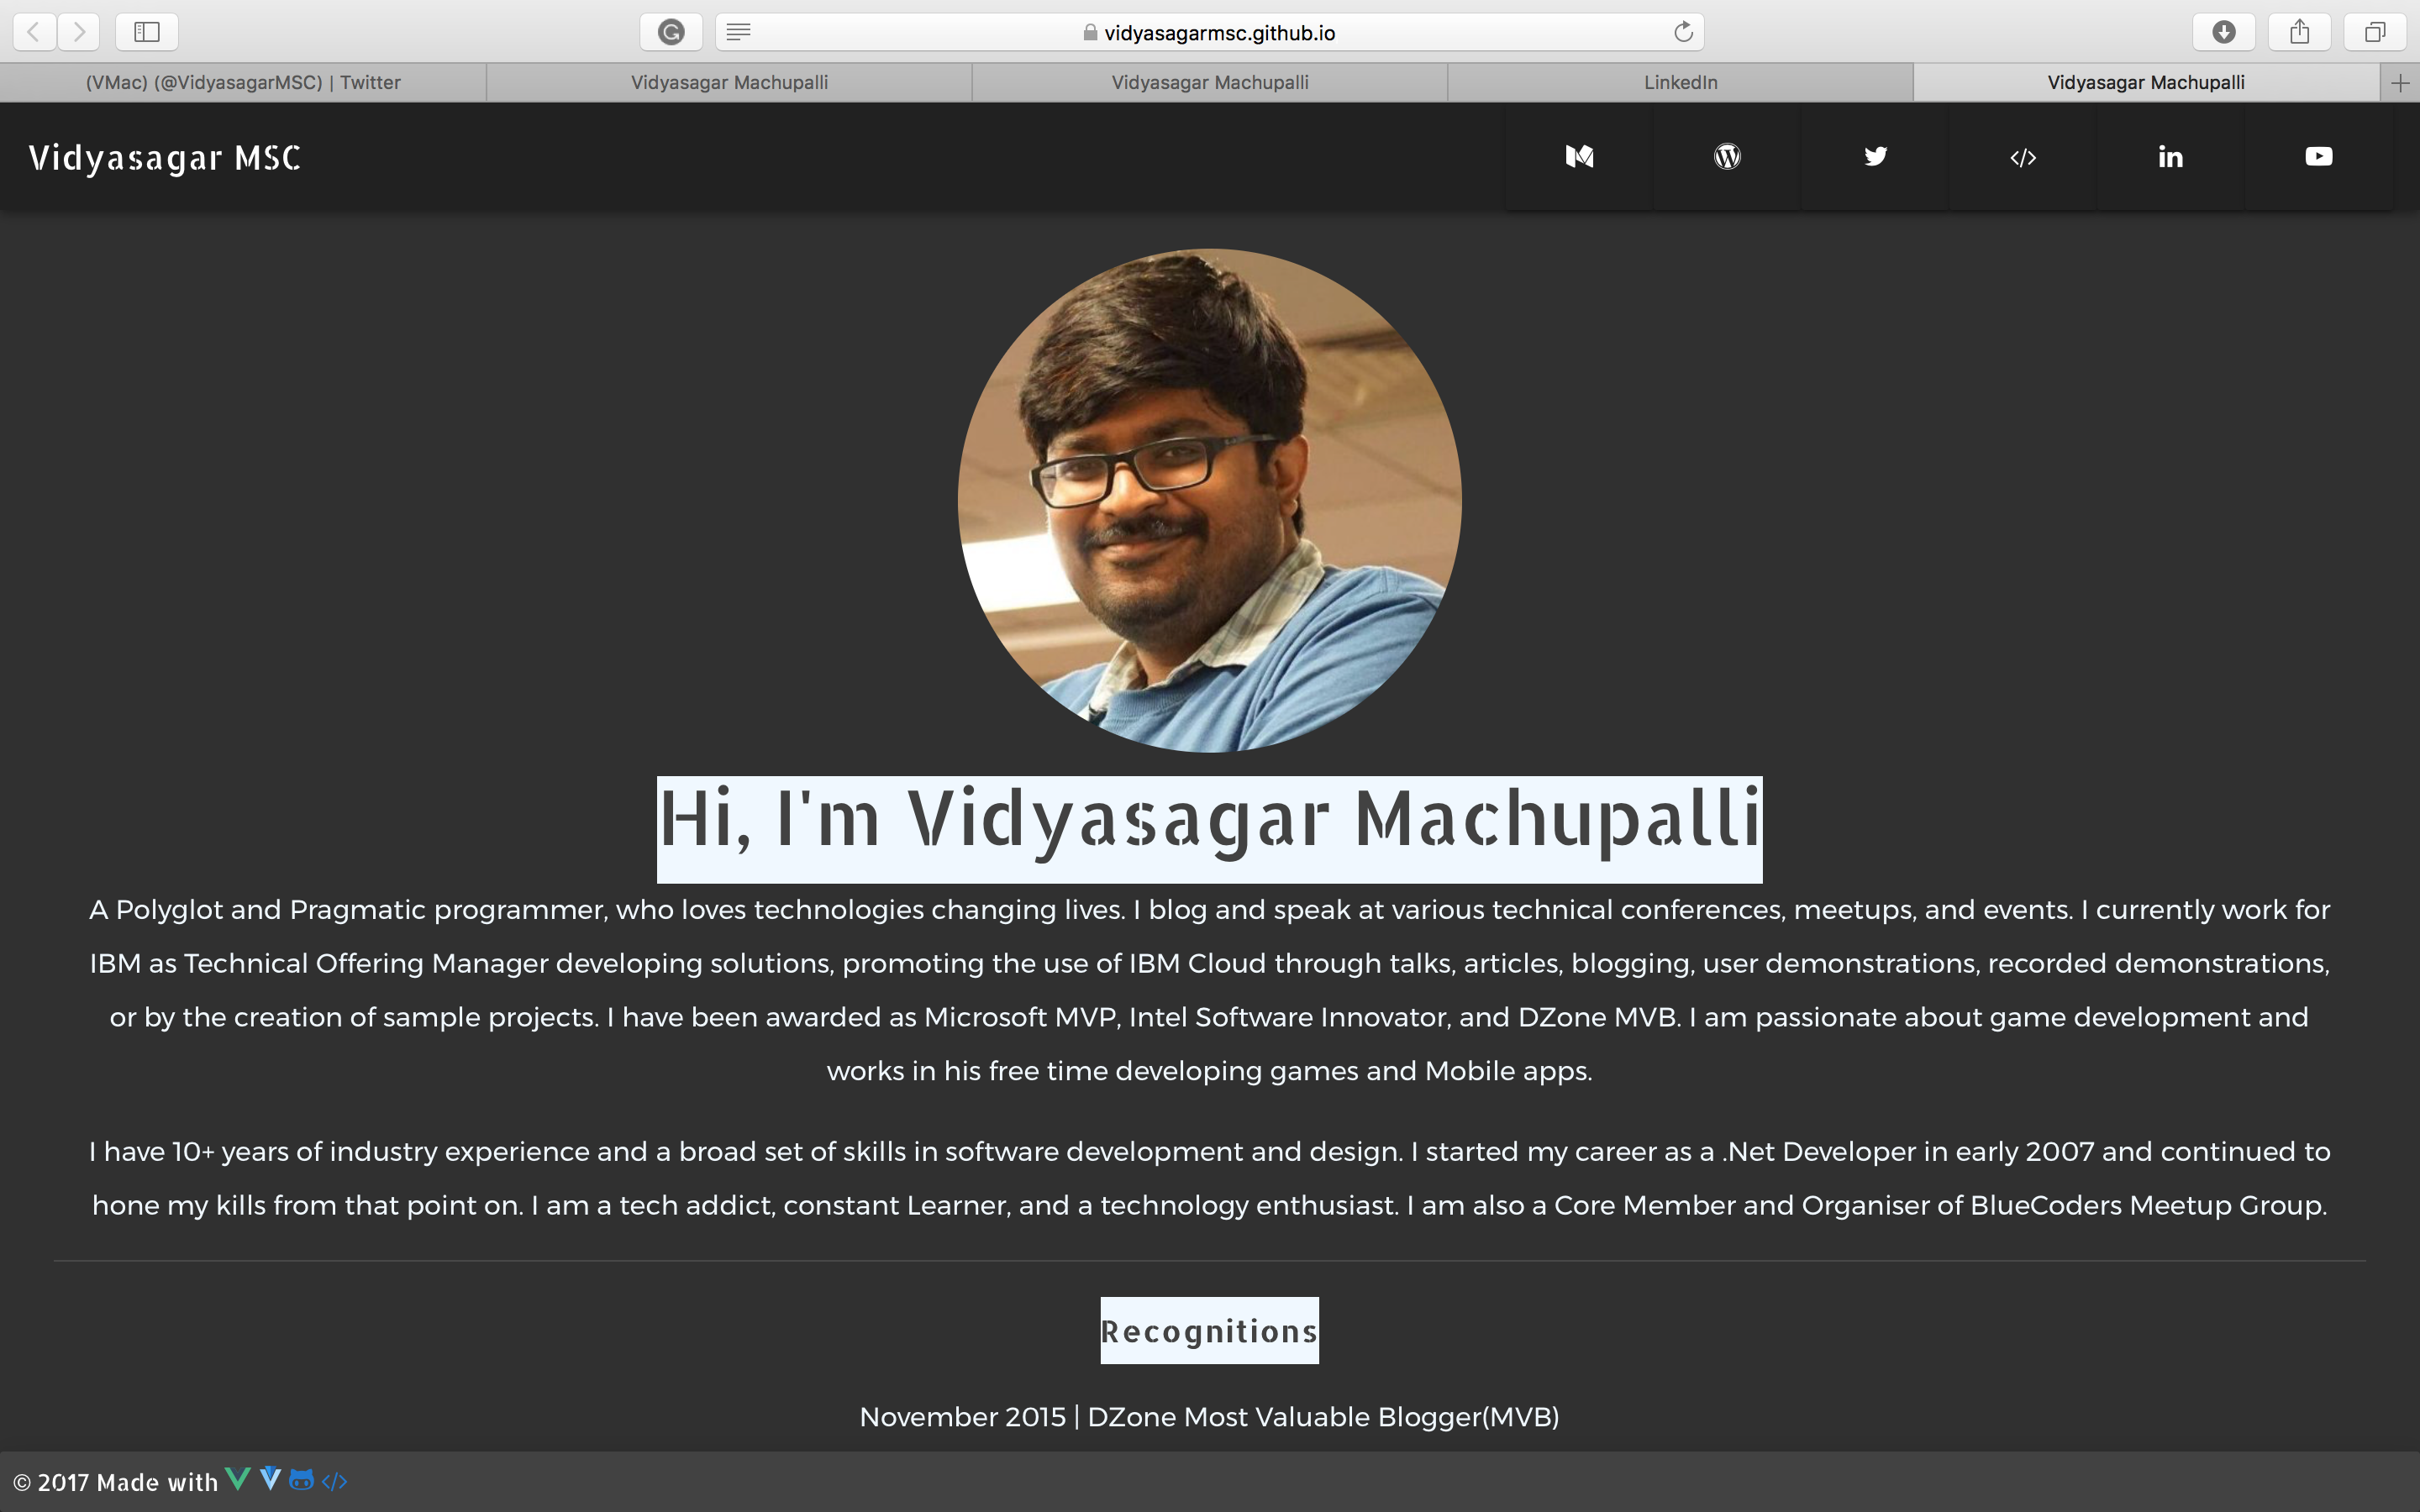 vidyasagarmsc.github.io
(VMac) (@VidyasagarMSC) | Twitter
Vidyasagar Machupalli
Vidyasagar Machupalli
LinkedIn
Vidyasagar Machupalli
Vidyasagar MSC
Hi, I'm Vidyasagar Machupalli
A Polyglot and Pragmatic programmer, who loves technologies changing lives. I blog and speak at various technical conferences, meetups, and events. I currently work for
IBM as Technical Offering Manager developing solutions, promoting the use of IBM Cloud through talks, articles, blogging, user demonstrations, recorded demonstrations,
or by the creation of sample projects. I have been awarded as Microsoft MVP, Intel Software Innovator, and DZone MVB. I am passionate about game development and
works in his free time developing games and Mobile apps.
I have 10+ years of industry experience and a broad set of skills in software development and design. I started my career as a .Net Developer in early 2007 and continued to
hone my kills from that point on. I am a tech addict, constant Learner, and a technology enthusiast. I am also a Core Member and Organiser of BlueCoders Meetup Group.
Recognitions
November 2015 | DZone Most Valuable Blogger(MVB)
© 2017 Made with